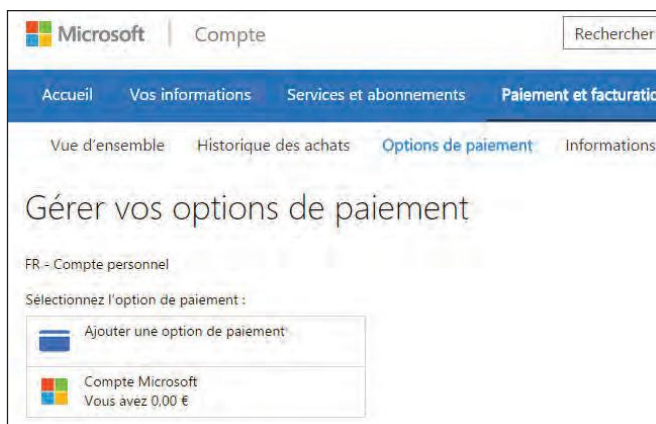 Microsoft | Compte Rechercher
Accueil Vos informations Services et abonnements Paiement et facturatio
Vue d'ensemble Historique des achats Options de paiement Informations
Gérer vos options de paiement
FR - Compte personnel
Sélectionnez l'option de paiement :
Ajouter une option de paiement
Compte Microsoft
Vous avez 0,00 €